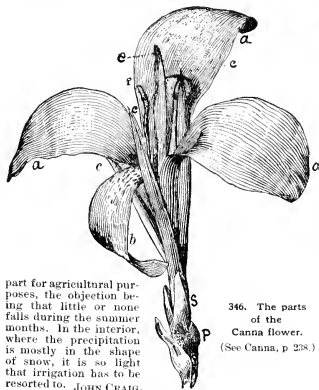 a
e
c
f
e
a
c
a
b
part for agricultural pur-
poses, the objection be-
ing that little or none
falls during the summer
months. In the interior,
where the precipitation
is mostly in the shape
of snow, it is so light
that irrigation has to be
resorted to. JOHN CRAIG.
S
P
346. The parts
of the
Canna flower.
(See Canna, p 238.)